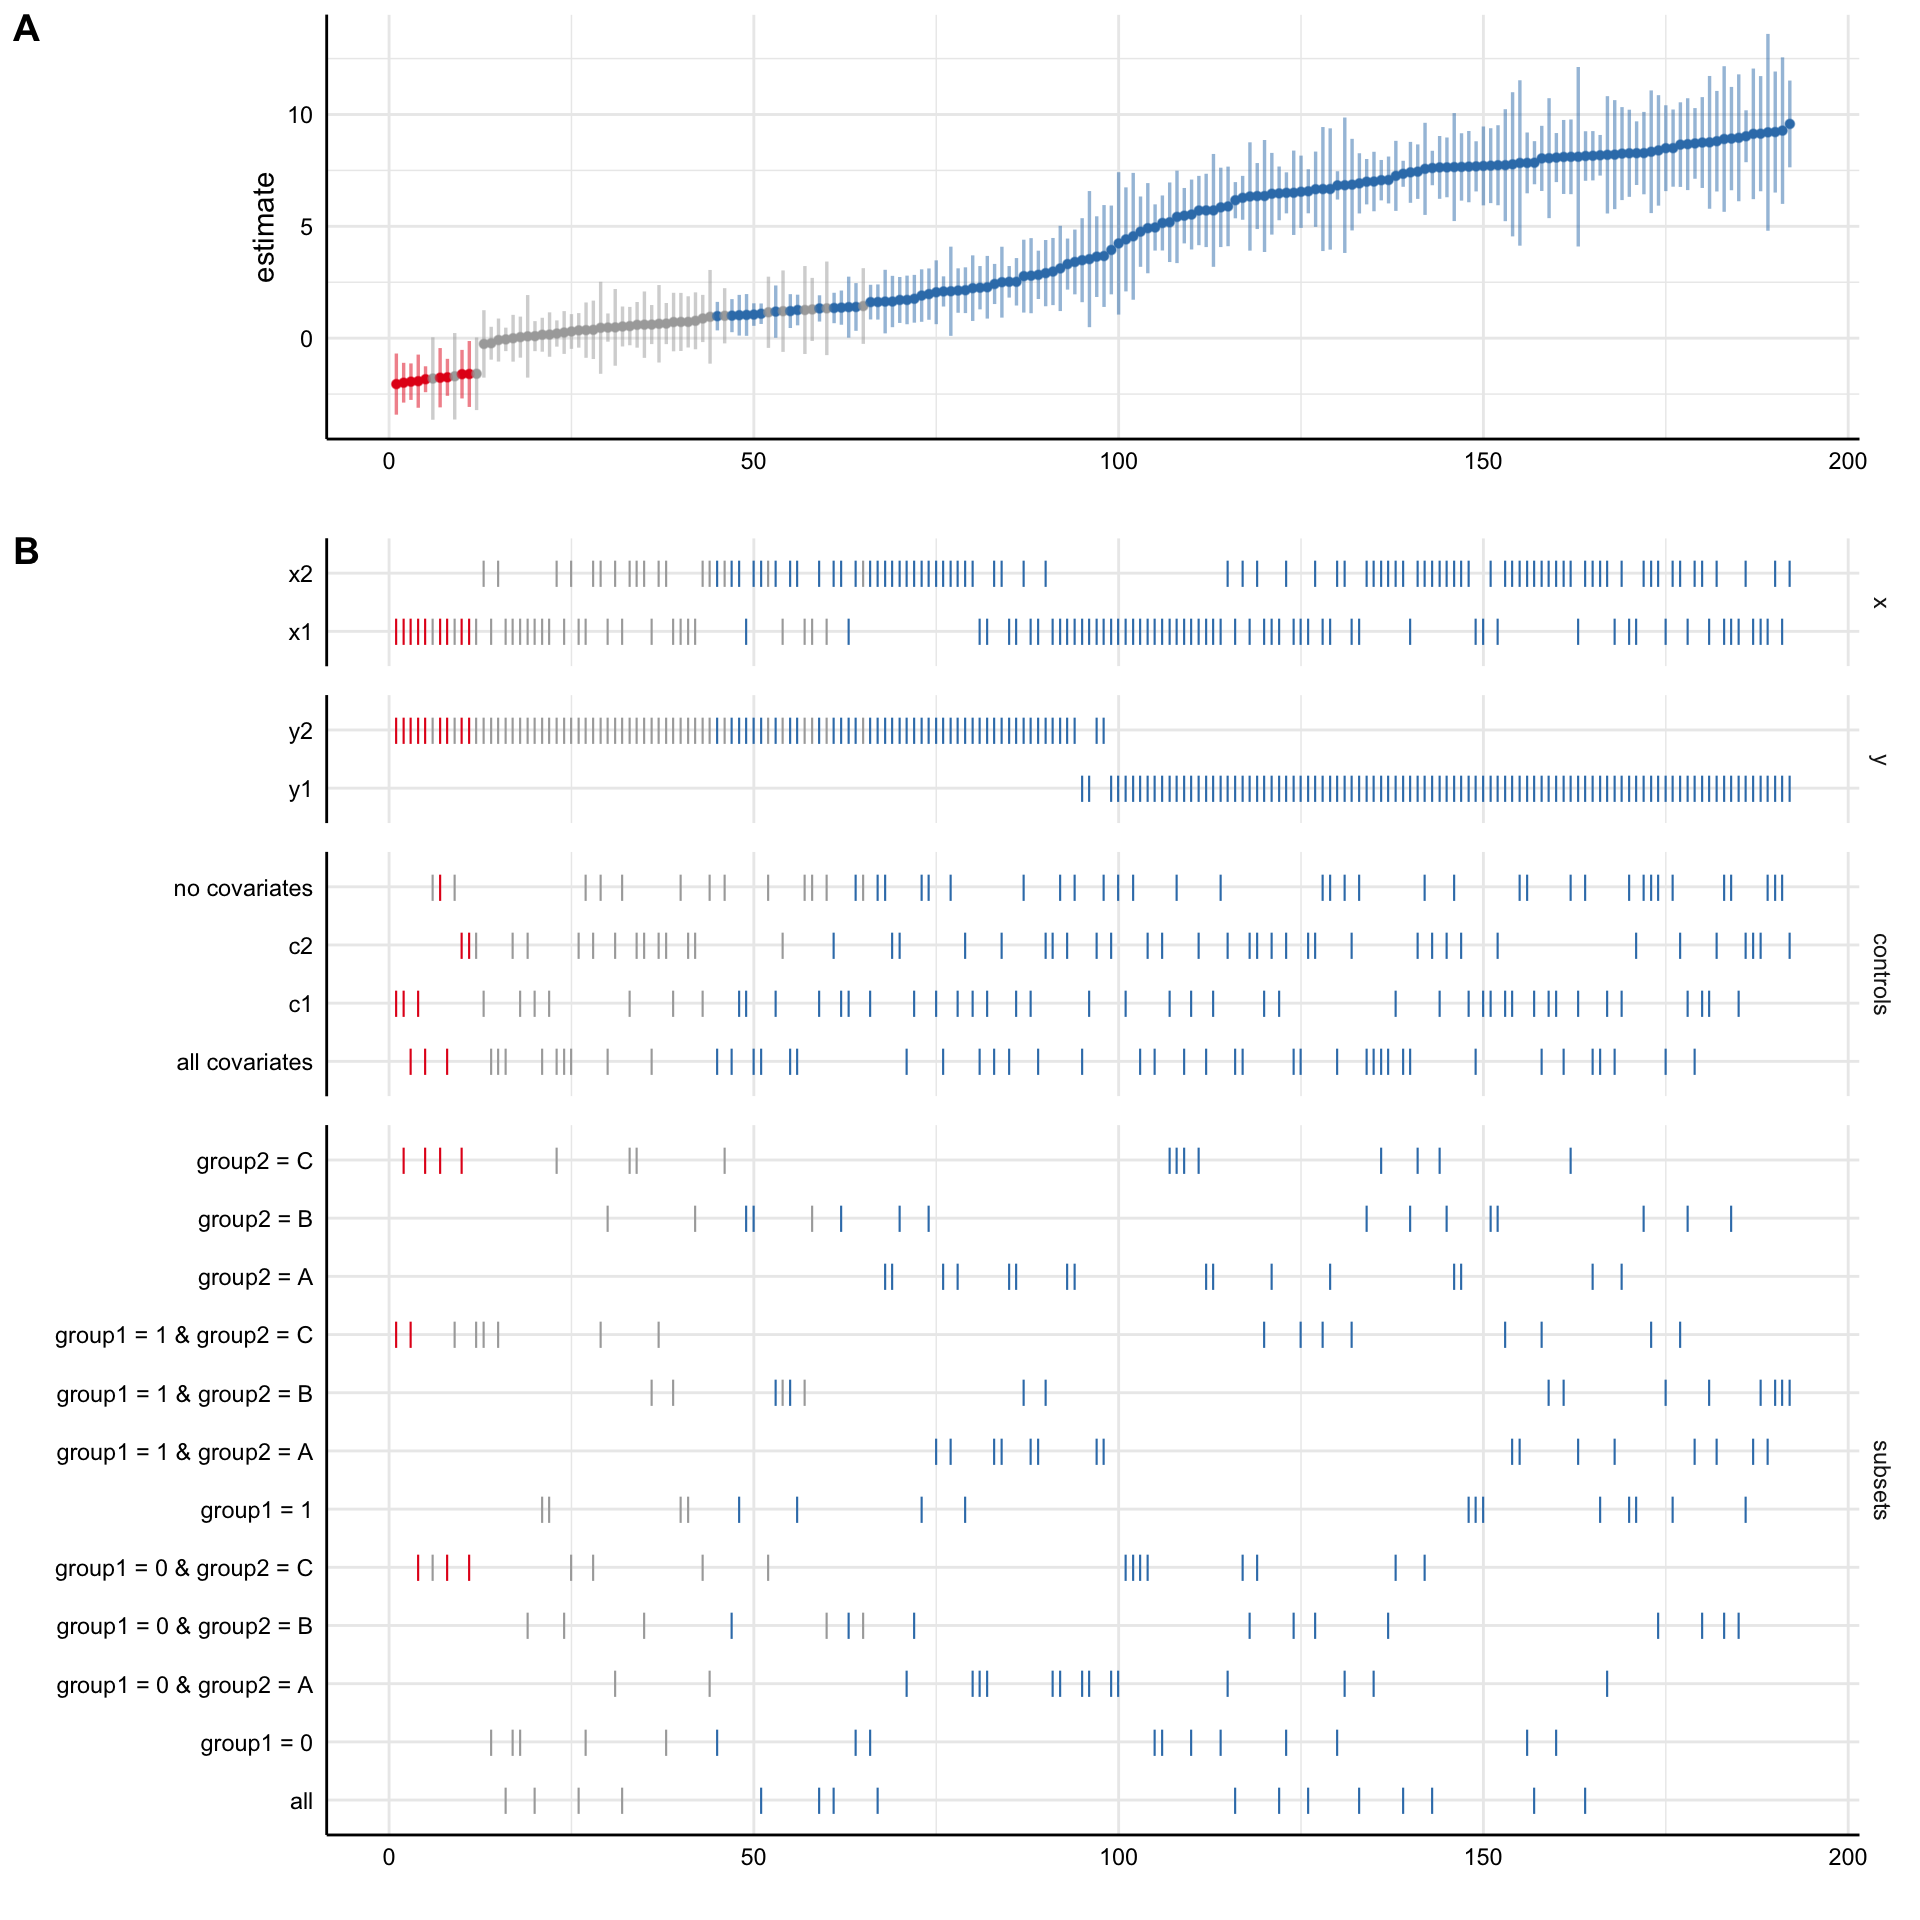 A
estimate
10
5
0
0 50 100 150 200
B
x2
x1
x
y2
y1
y
no covariates
c2
c1
all covariates
controls
group2 = C
group2 = B
group2 = A
group1 = 1 & group2 = C
group1 = 1 & group2 = B
group1 = 1 & group2 = A
group1 = 1
group1 = 0 & group2 = C
group1 = 0 & group2 = B
group1 = 0 & group2 = A
group1 = 0
all
subsets
0 50 100 150 200